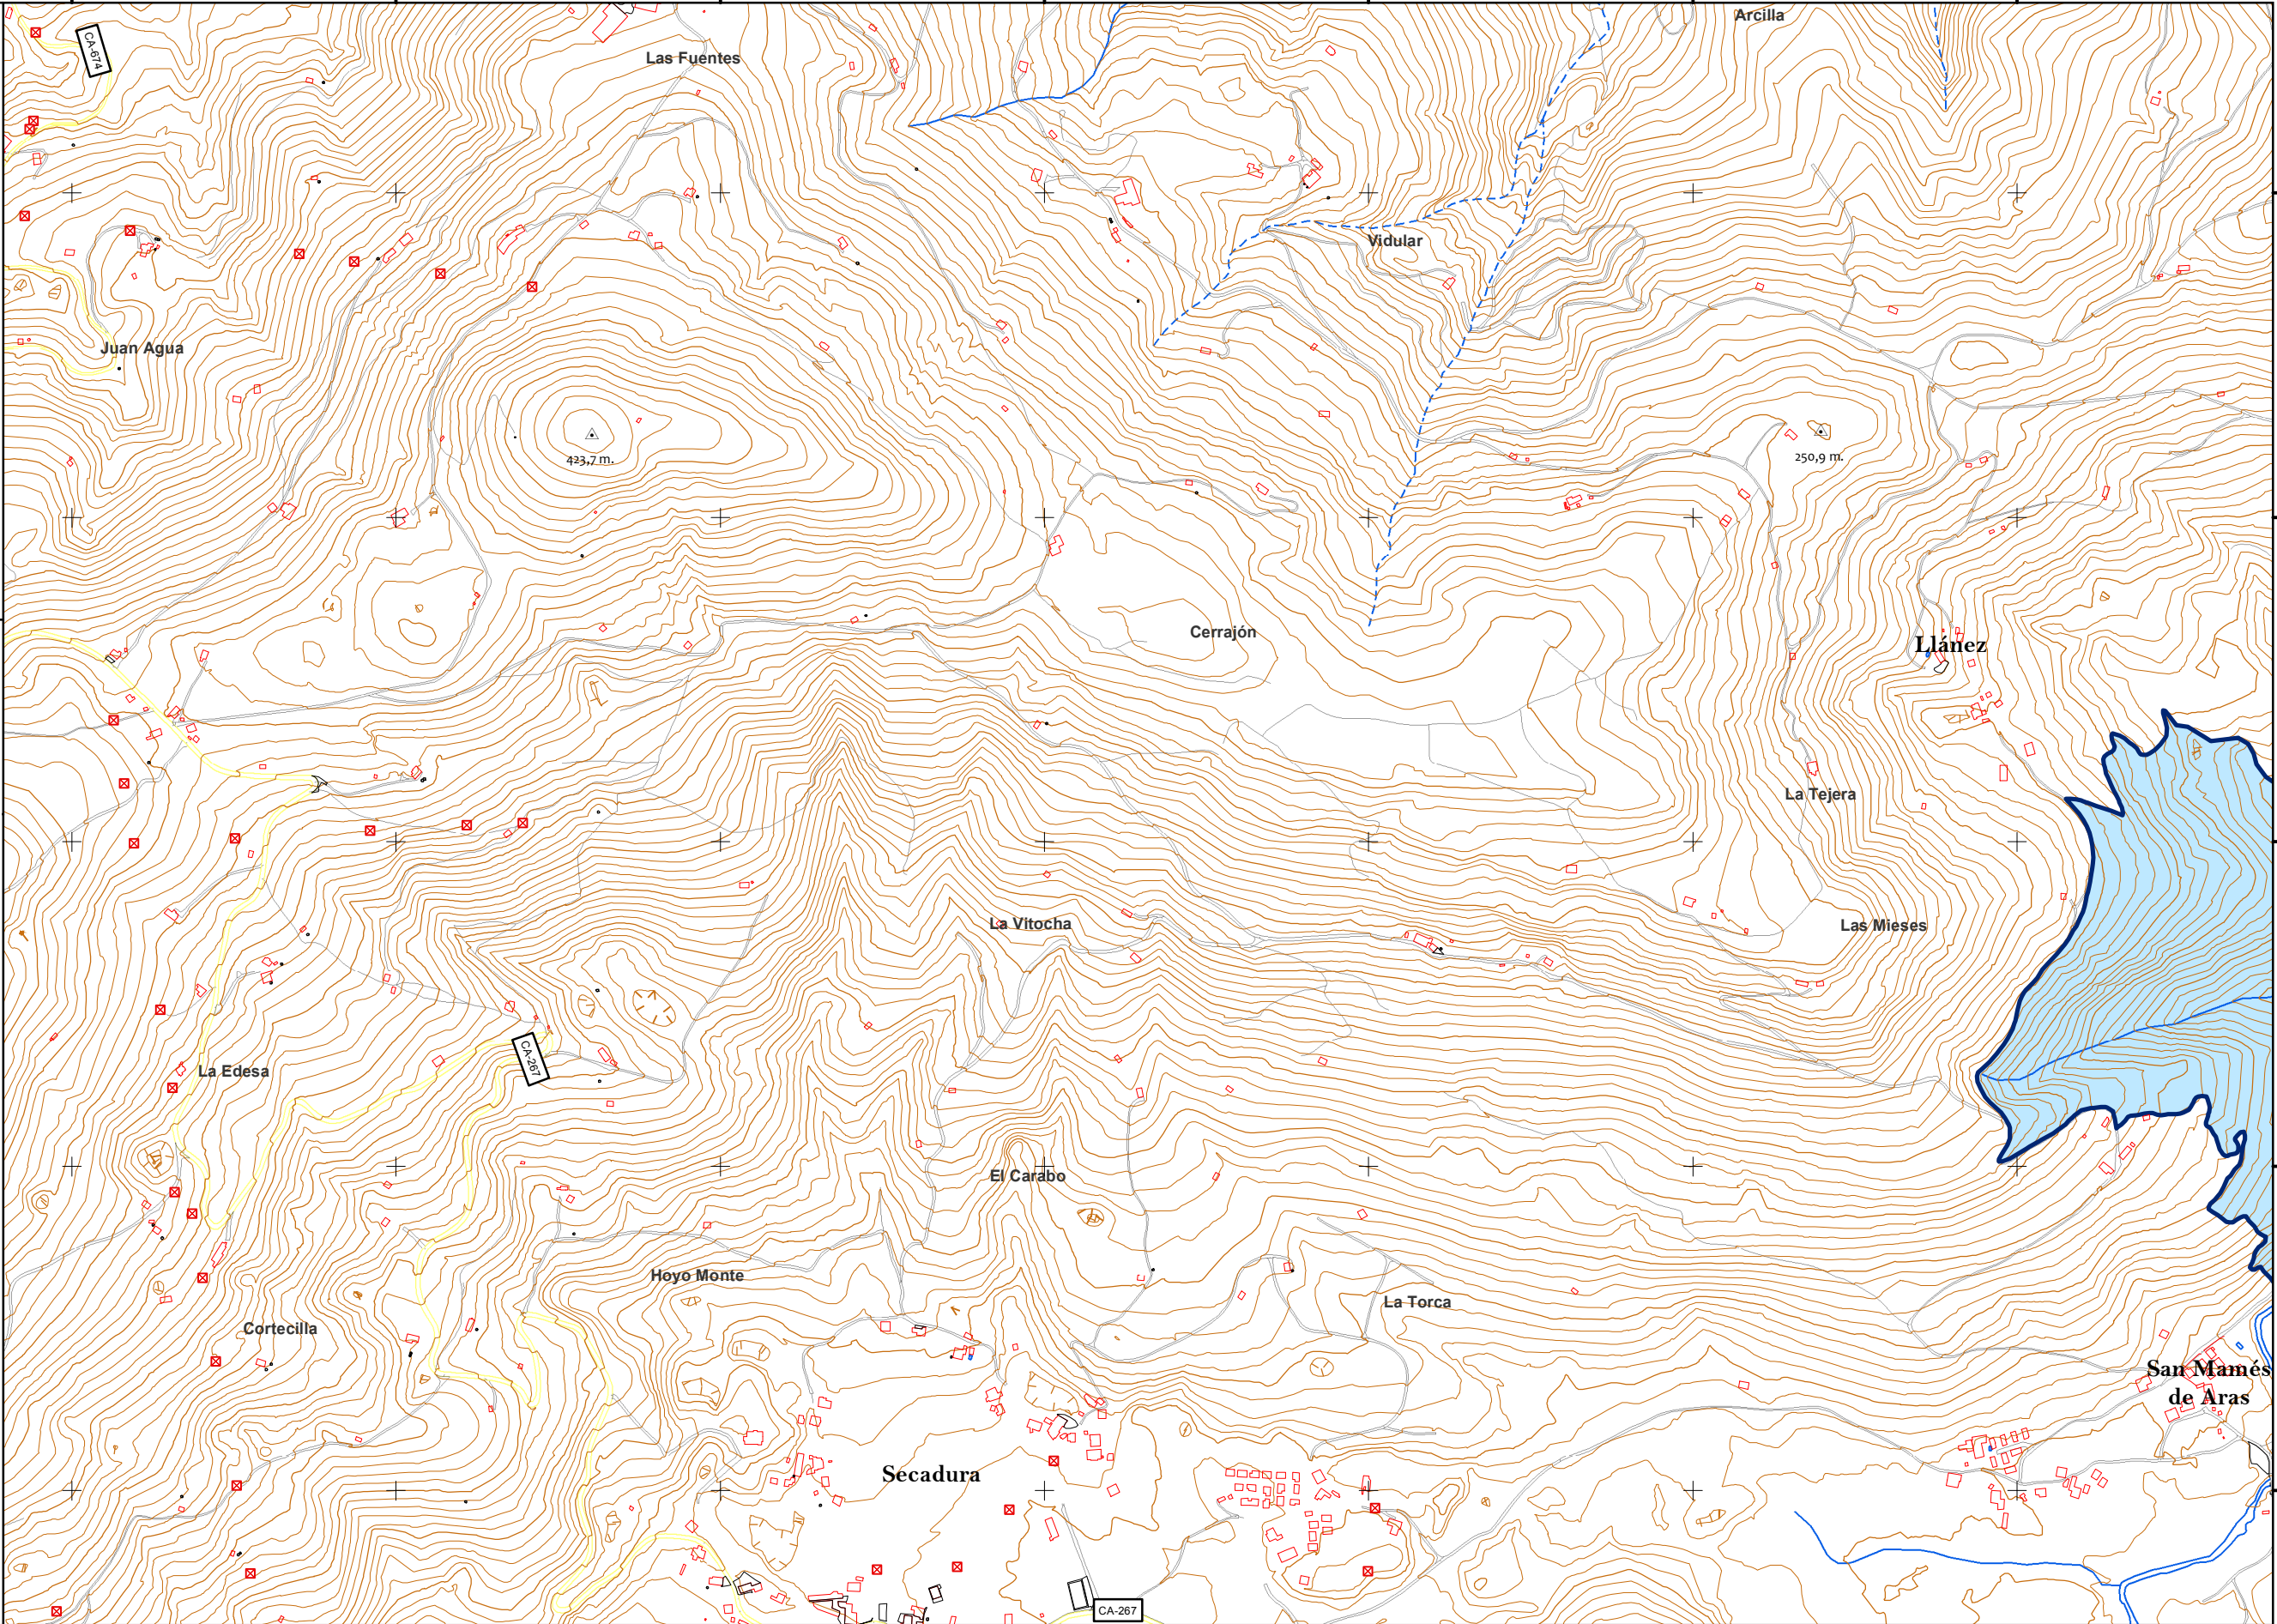 Arcilla
CA-674
Las Fuentes
Vidular
Juan Agua
423,7 m.
250,9 m.
Cerrajón
Llánez
La Tejera
La Vitocha
Las Mieses
CA-267
La Edesa
El Carabo
Hoyo Monte
La Torca
Cortecilla
San Mamés
de Aras
Secadura
CA-267